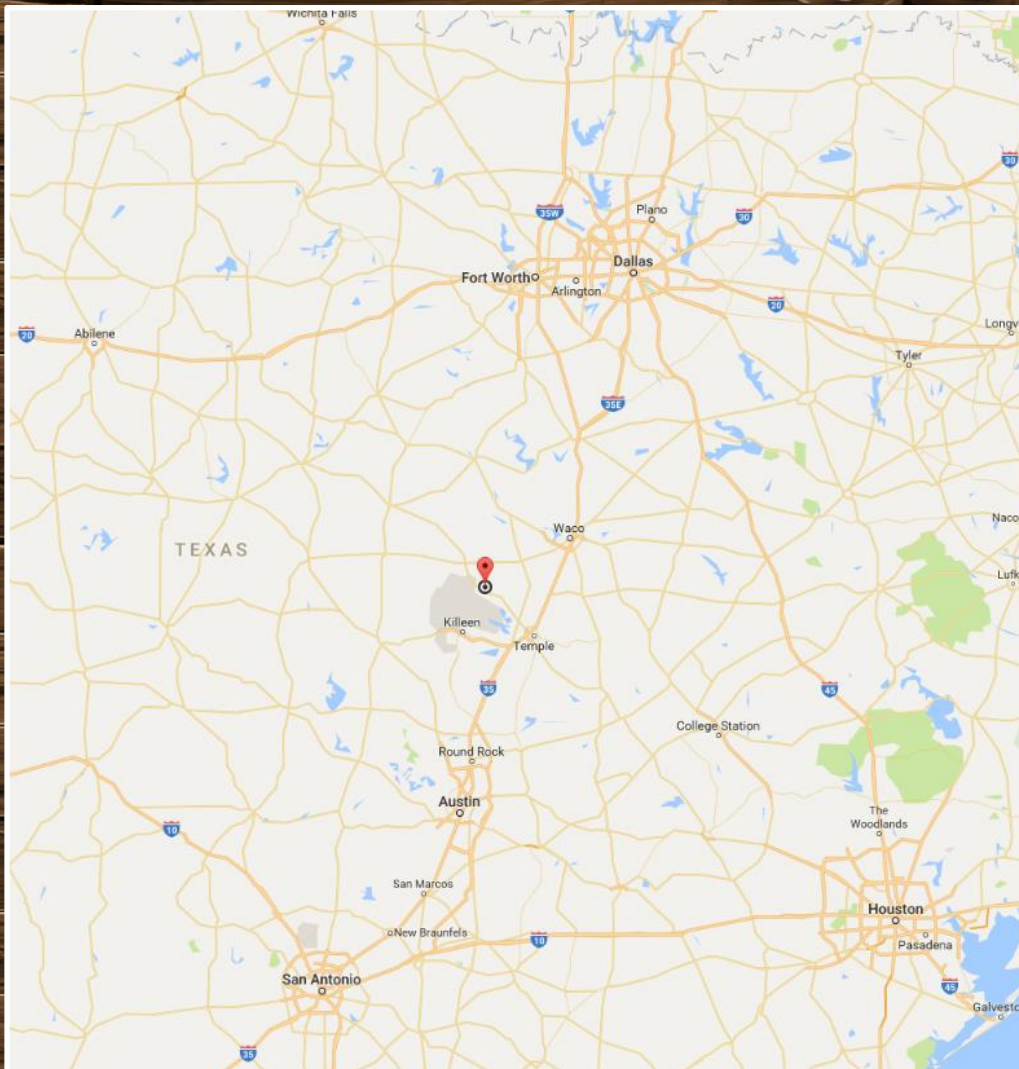 Wichita Falls
30
35W
Plano
30
Dallas
Fort Worth
Arlington
20
20
Abilene
Longv
Tyler
35E
Waco
Naco
TEXAS
Lufk
Killeen
Temple
35
45
College Station
Round Rock
Austin
The
Woodlands
10
San Marcos
Houston
New Braunfels
10
Pasadena
San Antonio
45
Galvesto
35